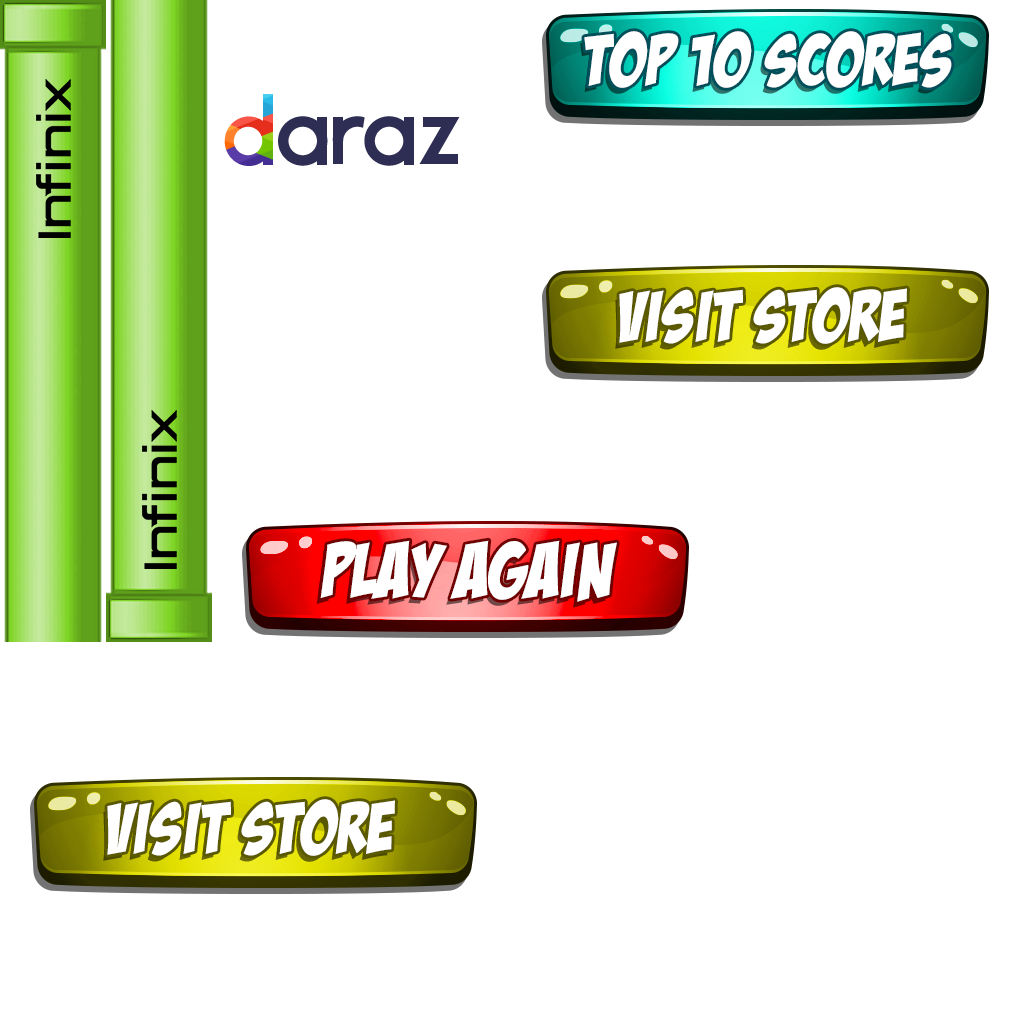 Infinix
Infinix
daraz
TOP 10 SCORES
VISIT STORE
PLAY AGAIN
VISIT STORE